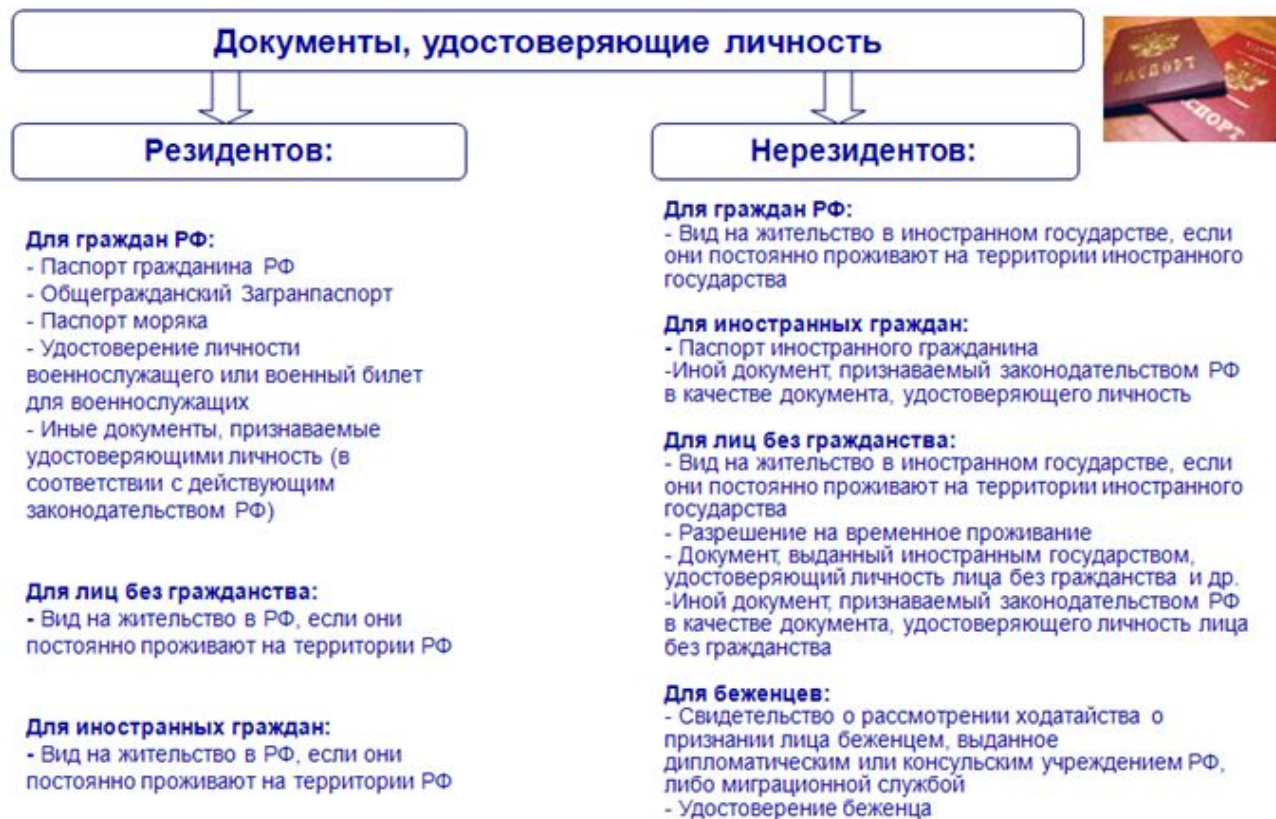 Документы, удостоверяющие личность
ПАСПОРТ
Резидентов:
Для граждан РФ:
- Паспорт гражданина РФ
- Общегражданский Загранпаспорт
- Паспорт моряка
- Удостоверение личности
военнослужащего или военный билет
для военнослужащих
- Иные документы, признаваемые
удостоверяющими личность (в
соответствии с действующим
законодательством РФ)
Для лиц без гражданства:
- Вид на жительство в РФ, если они
постоянно проживают на территории РФ
Для иностранных граждан:
- Вид на жительство в РФ, если они
постоянно проживают на территории РФ
Нерезидентов:
Для граждан РФ:
- Вид на жительство в иностранном государстве, если
они постоянно проживают на территории иностранного
государства
Для иностранных граждан:
- Паспорт иностранного гражданина
-Иной документ, признаваемый законодательством РФ
в качестве документа, удостоверяющего личность
Для лиц без гражданства:
- Вид на жительство в иностранном государстве, если
они постоянно проживают на территории иностранного
государства
- Разрешение на временное проживание
- Документ, выданный иностранным государством,
удостоверяющий личность лица без гражданства и др.
-Иной документ, признаваемый законодательством РФ
в качестве документа, удостоверяющего личность лица
без гражданства
Для беженцев:
- Свидетельство о рассмотрении ходатайства о
признании лица беженцем, выданное
дипломатическим или консульским учреждением РФ,
либо миграционной службой
- Удостоверение беженца